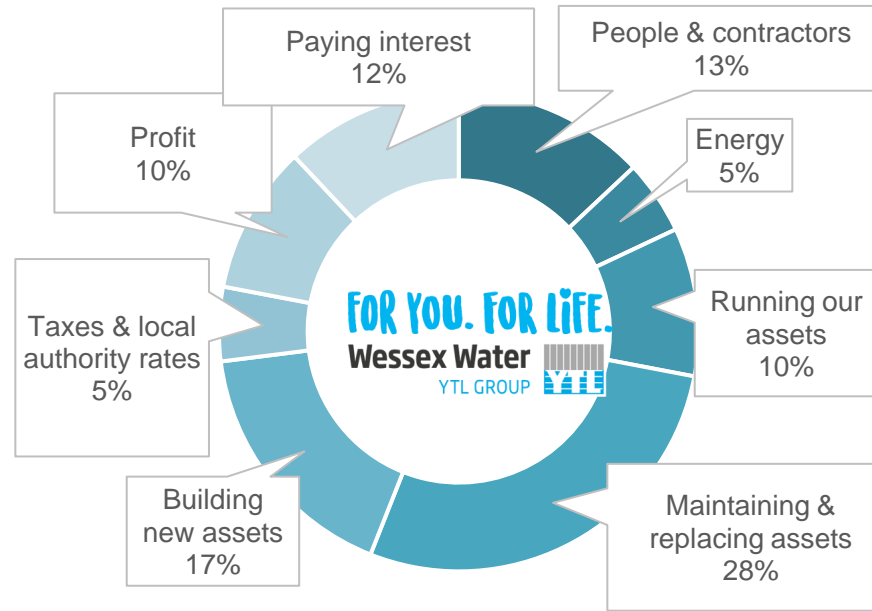 Paying interest
12%
People & contractors
13%
Profit
10%
Energy
5%
FOR YOU. FOR LiFE.
Wessex Water
YTL GROUP
YTL
Taxes & local
authority rates
5%
Running our
assets
10%
Building
new assets
17%
Maintaining &
replacing assets
28%